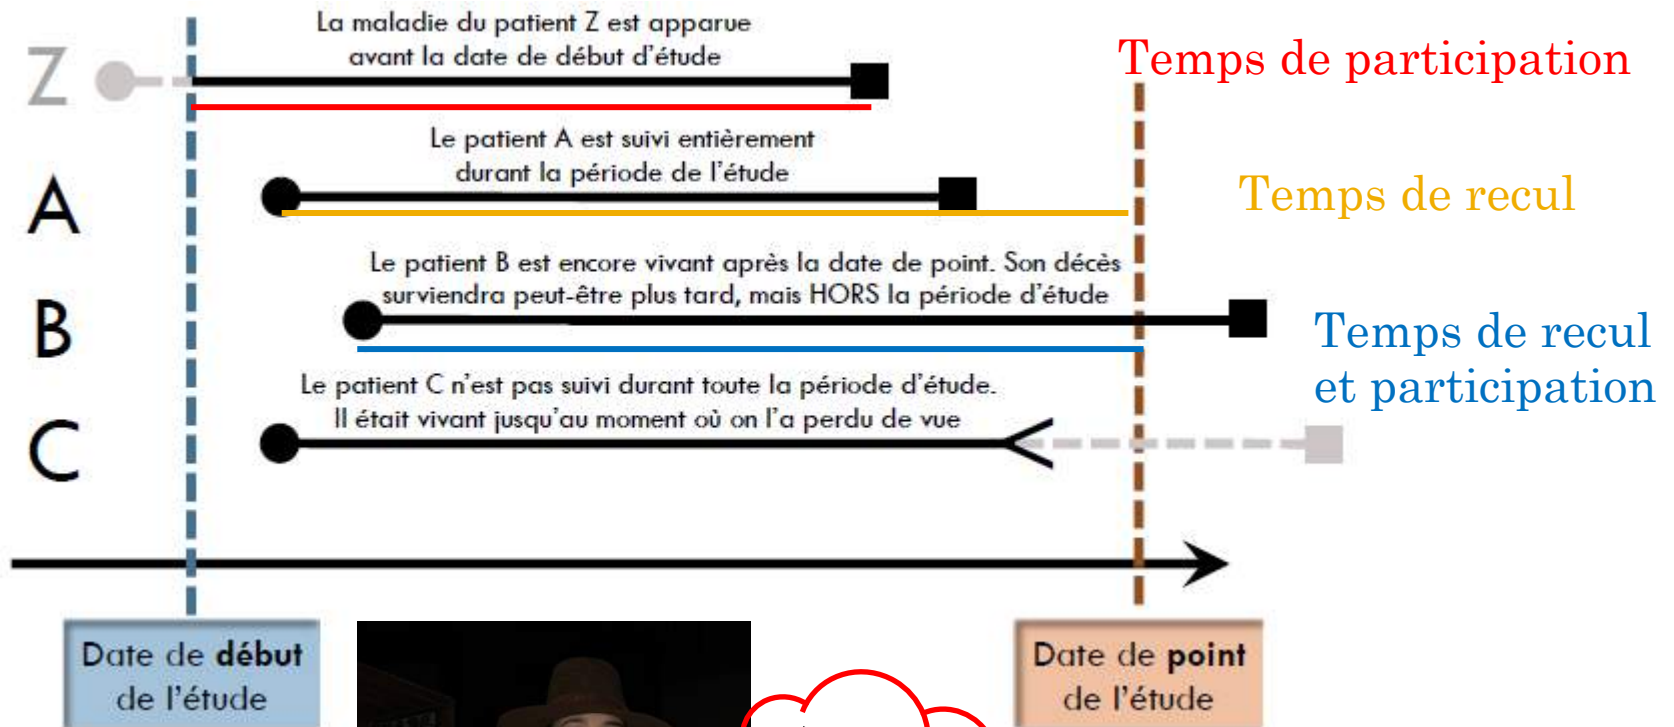 La maladie du patient Z est apparue
avant la date de début d'étude
Z
Temps de participation
Le patient A est suivi entièrement
durant la période de l'étude
A
Temps de recul
Le patient B est encore vivant après la date de point. Son décès
surviendra peut-être plus tard, mais HORS la période d'étude
B
Temps de recul
et participation
Le patient C n'est pas suivi durant toute la période d'étude.
Il était vivant jusqu'au moment où on l'a perdu de vue
C
Date de début
de l'étude
Date de point
de l'étude